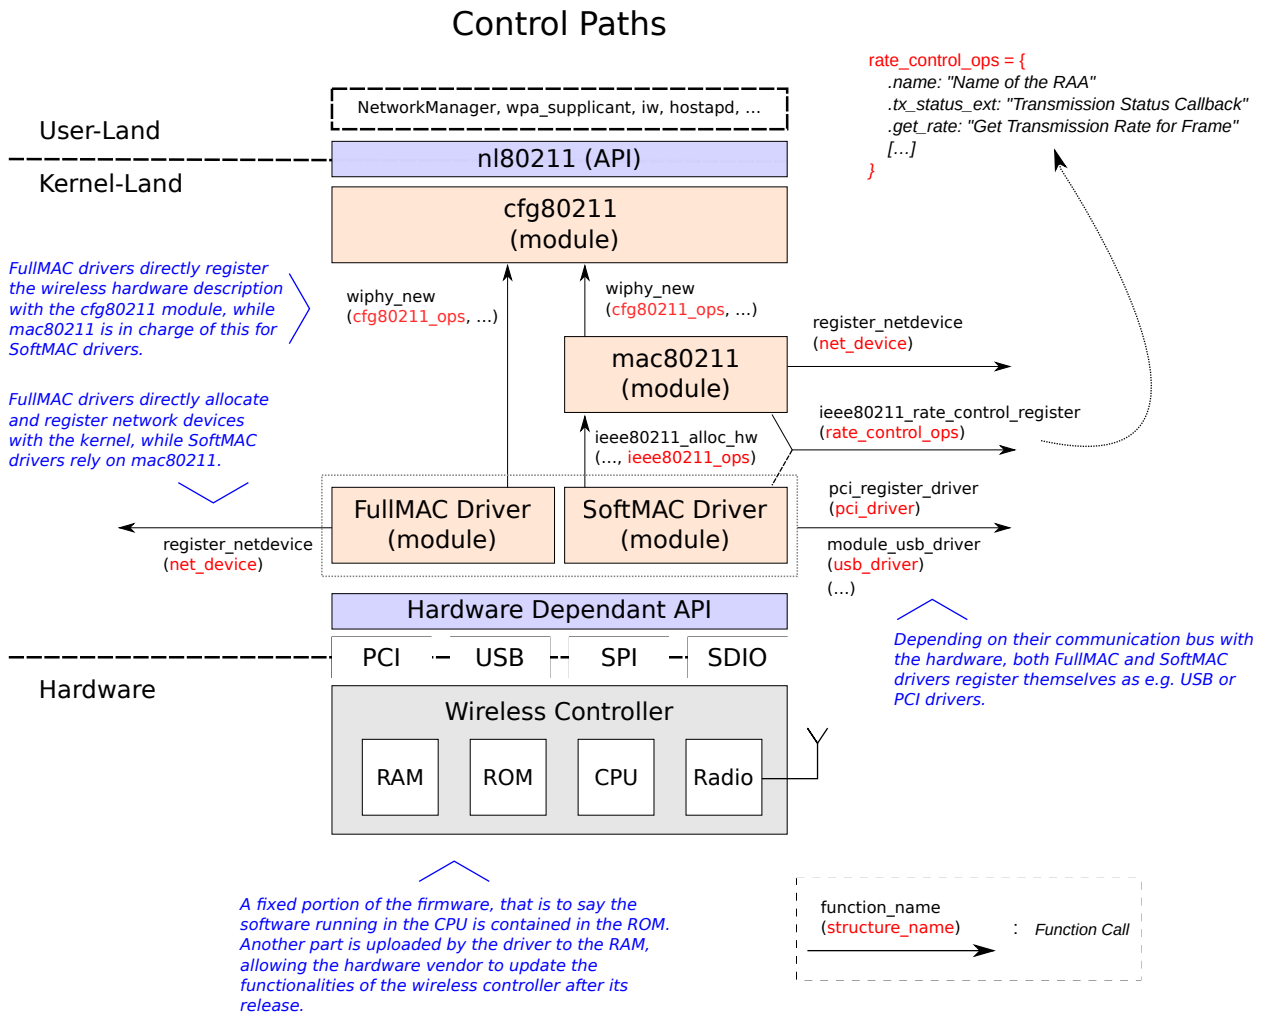 Control Paths
rate_control_ops = {
.name: "Name of the RAA"
.tx_status_ext: "Transmission Status Callback"
.get_rate: "Get Transmission Rate for Frame"
[...]
}
NetworkManager, wpa_supplicant, iw, hostapd, ...
User-Land
nl80211 (API)
Kernel-Land
cfg80211
(module)
FullMAC drivers directly register
the wireless hardware description
with the cfg80211 module, while
mac80211 is in charge of this for
SoftMAC drivers.
wiphy_new
(cfg80211_ops, ...)
wiphy_new
(cfg80211_ops, ...)
register_netdevice
(net_device)
mac80211
(module)
FullMAC drivers directly allocate
and register network devices
with the kernel, while SoftMAC
drivers rely on mac80211.
ieee80211_rate_control_register
(rate_control_ops)
ieee80211_alloc_hw
(..., ieee80211_ops)
FullMAC Driver
(module)
SoftMAC Driver
(module)
pci_register_driver
(pci_driver)
register_netdevice
(net_device)
module_usb_driver
(usb_driver)
(...)
Hardware Dependant API
PCI
USB
SPI
SDIO
Depending on their communication bus with
the hardware, both FullMAC and SoftMAC
drivers register themselves as e.g. USB or
PCI drivers.
Hardware
Wireless Controller
RAM
ROM
CPU
Radio
A fixed portion of the firmware, that is to say the
software running in the CPU is contained in the ROM.
Another part is uploaded by the driver to the RAM,
allowing the hardware vendor to update the
functionalities of the wireless controller after its
release.
function_name
(structure_name)
: Function Call